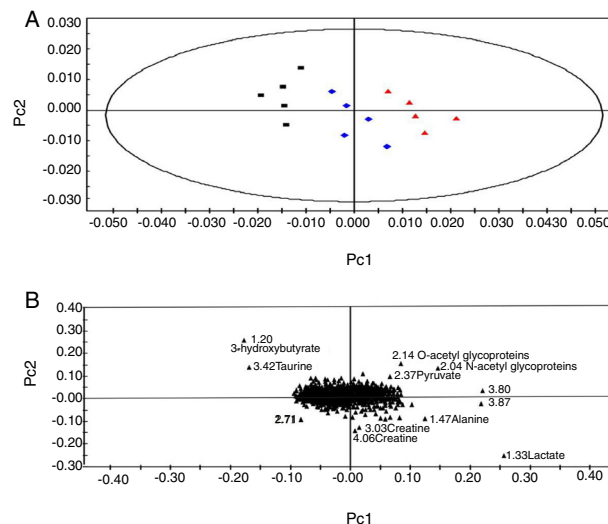 A
Pc2
0.030
0.020
0.010
0.000
-0.010
-0.020
-0.030
-0.050 -0.030 -0.020 -0.010 0.000 0.010 0.020 0.0300 0.0430 0.050
Pc1
B
Pc2
0.40
0.30
0.20
0.10
-0.00
-0.10
-0.20
-0.30
1.20
3-hydroxybutyrate
3.42Taurine
2.14 O-acetyl glycoproteins
2.04 N-acetyl glycoproteins
2.37Pyruvate
3.80
3.87
2.71
1.47Alanine
3.03Creatine
4.06Creatine
1.33Lactate
-0.40 -0.30 -0.20 -0.10 -0.00 0.10 0.20 0.30 0.40
Pc1